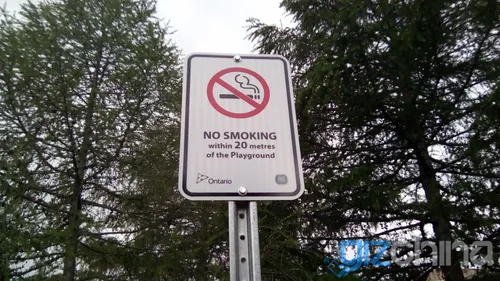 NO SMOKING
within 20 metres
of the Playground
Ontario
gizchina